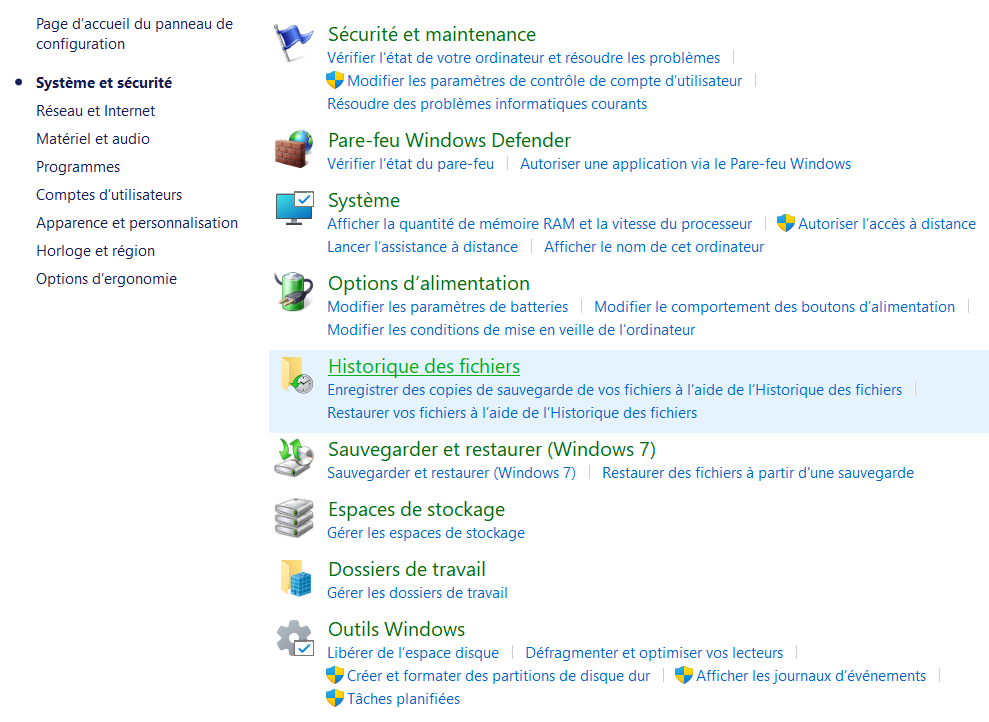 Page d’accueil du panneau de
configuration
Système et sécurité
Réseau et Internet
Matériel et audio
Programmes
Comptes d’utilisateurs
Apparence et personnalisation
Horloge et région
Options d’ergonomie
Sécurité et maintenance
Vérifier l’état de votre ordinateur et résoudre les problèmes
Modifier les paramètres de contrôle de compte d’utilisateur
Résoudre des problèmes informatiques courants
Pare-feu Windows Defender
Vérifier l’état du pare-feu Autoriser une application via le Pare-feu Windows
Système
Afficher la quantité de mémoire RAM et la vitesse du processeur Autoriser l’accès à distance
Lancer l’assistance à distance Afficher le nom de cet ordinateur
Options d’alimentation
Modifier les paramètres de batteries Modifier le comportement des boutons d’alimentation
Modifier les conditions de mise en veille de l’ordinateur
Historique des fichiers
Enregistrer des copies de sauvegarde de vos fichiers à l’aide de l’Historique des fichiers
Restaurer vos fichiers à l’aide de l’Historique des fichiers
Sauvegarder et restaurer (Windows 7)
Sauvegarder et restaurer (Windows 7) Restaurer des fichiers à partir d'une sauvegarde
Espaces de stockage
Gérer les espaces de stockage
Dossiers de travail
Gérer les dossiers de travail
Outils Windows
Libérer de l’espace disque Défragmenter et optimiser vos lecteurs
Créer et formater des partitions de disque dur Afficher les journaux d’événements
Tâches planifiées